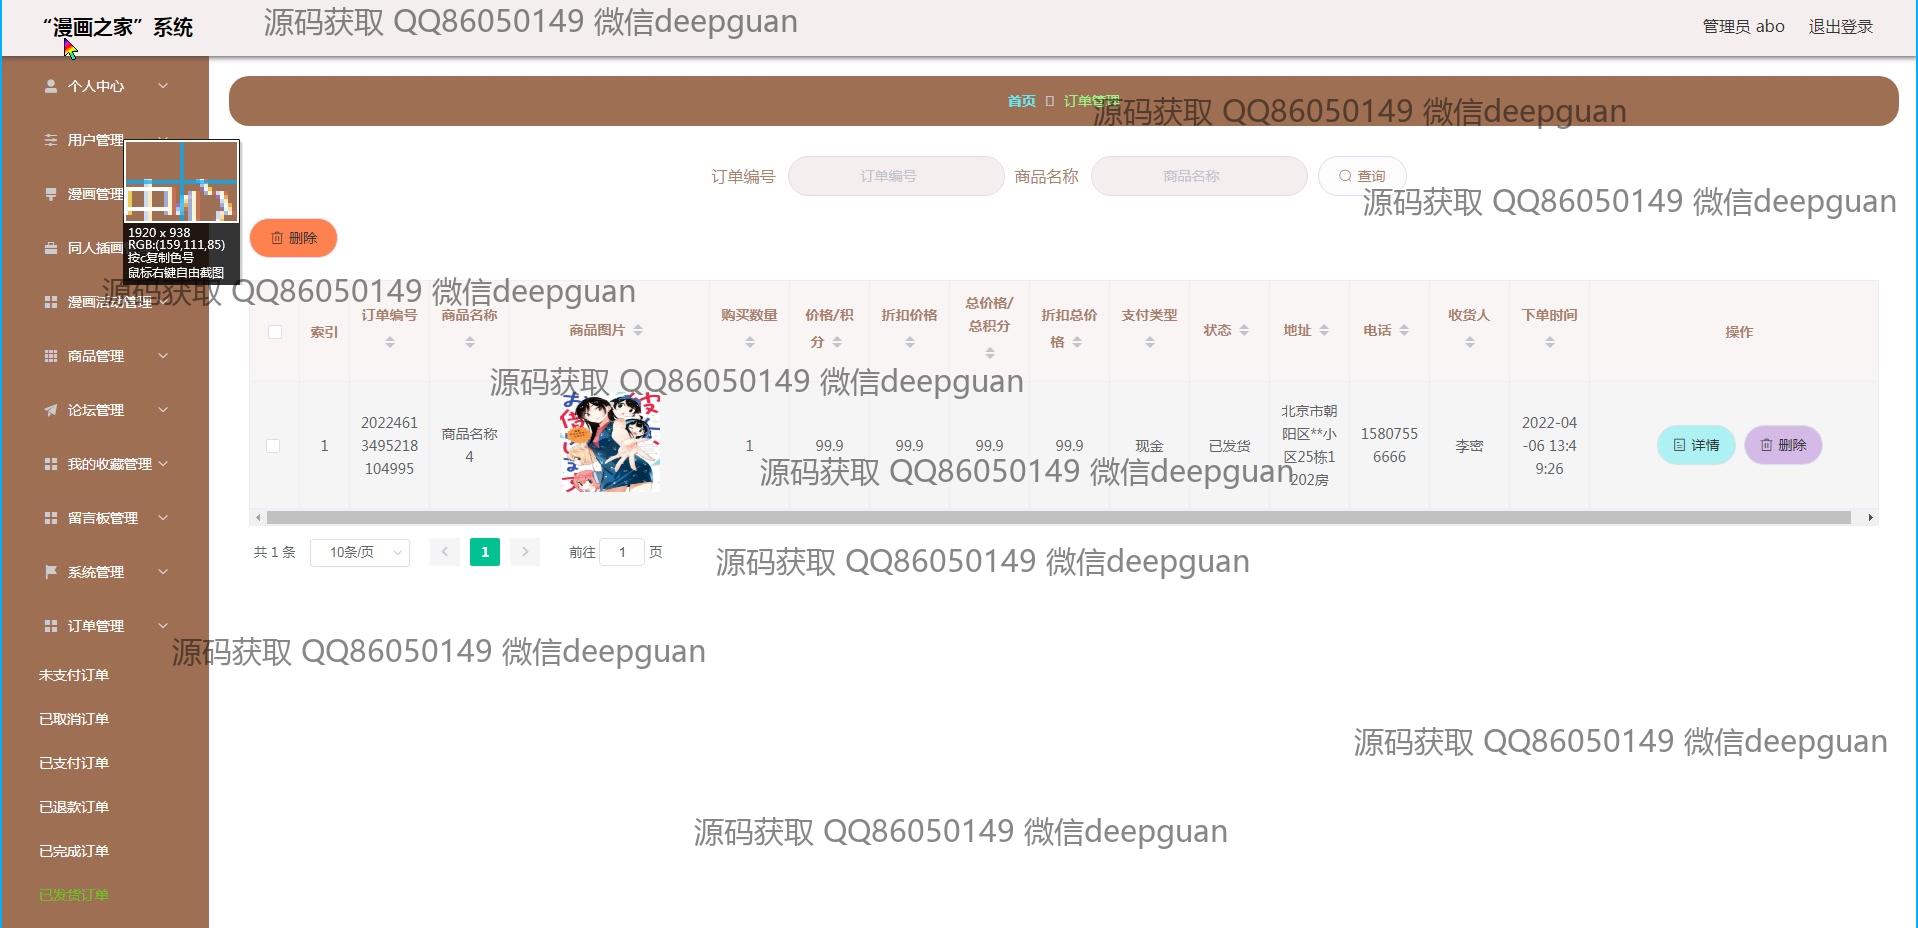 “漫画之家”系统
源码获取 QQ86050149 微信deepguan
管理员 abo
退出登录
个人中心
用户管理
漫画管理
同人插画
漫画活动管理
商品管理
论坛管理
我的收藏管理
留言板管理
系统管理
订单管理
未支付订单
已取消订单
已支付订单
已退款订单
已完成订单
已发货订单
1920 x 938
RGB:(159,111,85)
按c复制色号
鼠标右键自由截图
首页 订单管理
源码获取 QQ86050149 微信deepguan
订单编号 订单编号 商品名称 商品名称 查询
源码获取 QQ86050149 微信deepguan
删除
源码获取 QQ86050149 微信deepguan
索引 订单编号 商品名称 商品图片 购买数量 价格/积分 折扣价格 总价格/总积分 折扣总价格 支付类型 状态 地址 电话 收货人 下单时间 操作
源码获取 QQ86050149 微信deepguan
1 20224613495218104995 商品名称4 1 99.9 99.9 99.9 99.9 现金 已发货 北京市朝阳区**小区25栋1202房 15807556666 李密 2022-04-06 13:49:26 详情 删除
源码获取 QQ86050149 微信deepguan
共 1 条 10条/页 1 前往 1 页
源码获取 QQ86050149 微信deepguan
源码获取 QQ86050149 微信deepguan
源码获取 QQ86050149 微信deepguan
源码获取 QQ86050149 微信deepguan